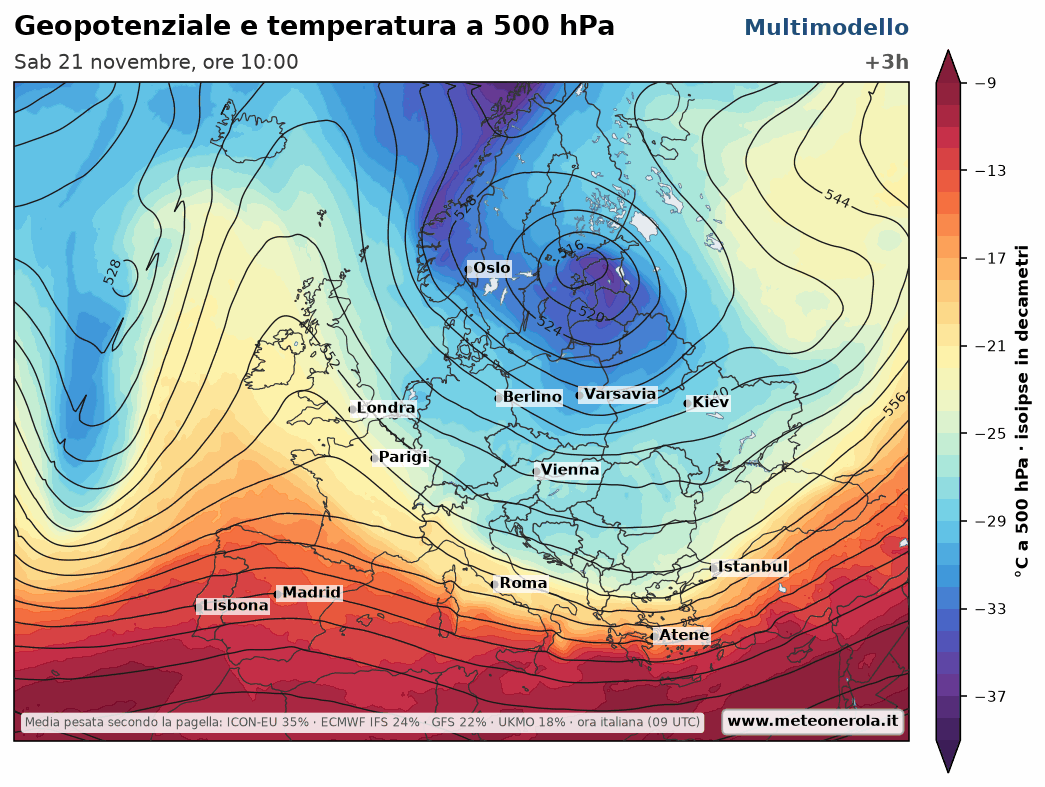 Geopotenziale e temperatura a 500 hPa
Multimodello
Sab 21 novembre, ore 10:00
+3h
−9
−13
−17
−21
−25
−29
−33
−37
°C a 500 hPa · isoipse in decametri
544
528
528
516
520
524
556
Oslo
Londra
Berlino
Varsavia
Kiev
Parigi
Vienna
Istanbul
Roma
Madrid
Lisbona
Atene
Media pesata secondo la pagella: ICON-EU 35% · ECMWF IFS 24% · GFS 22% · UKMO 18% · ora italiana (09 UTC)
www.meteonerola.it